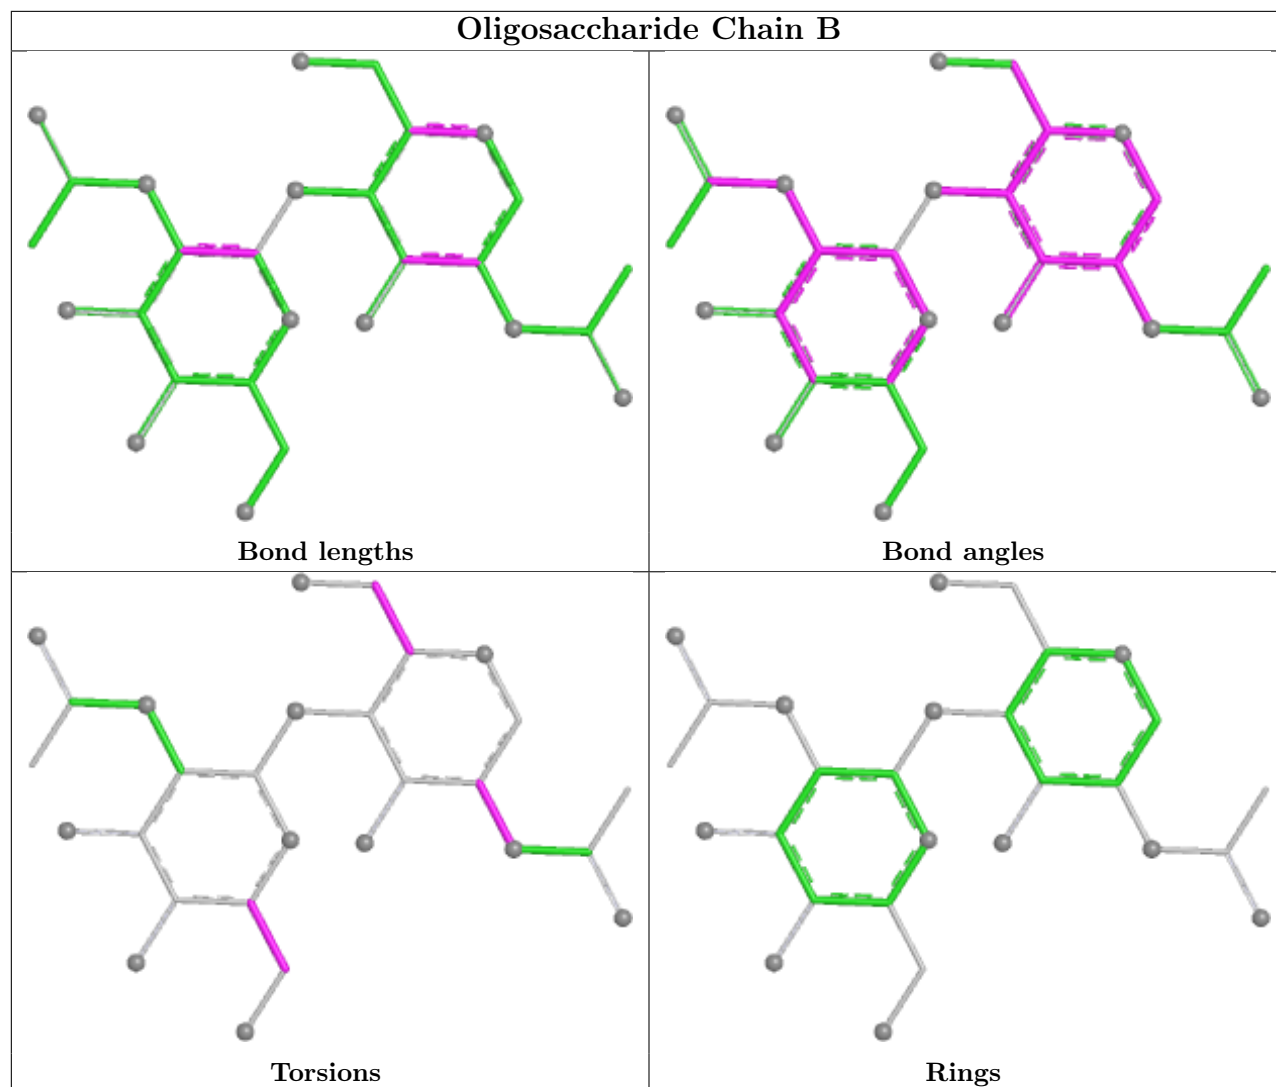 Oligosaccharide Chain B
Bond lengths
Bond angles
Torsions
Rings